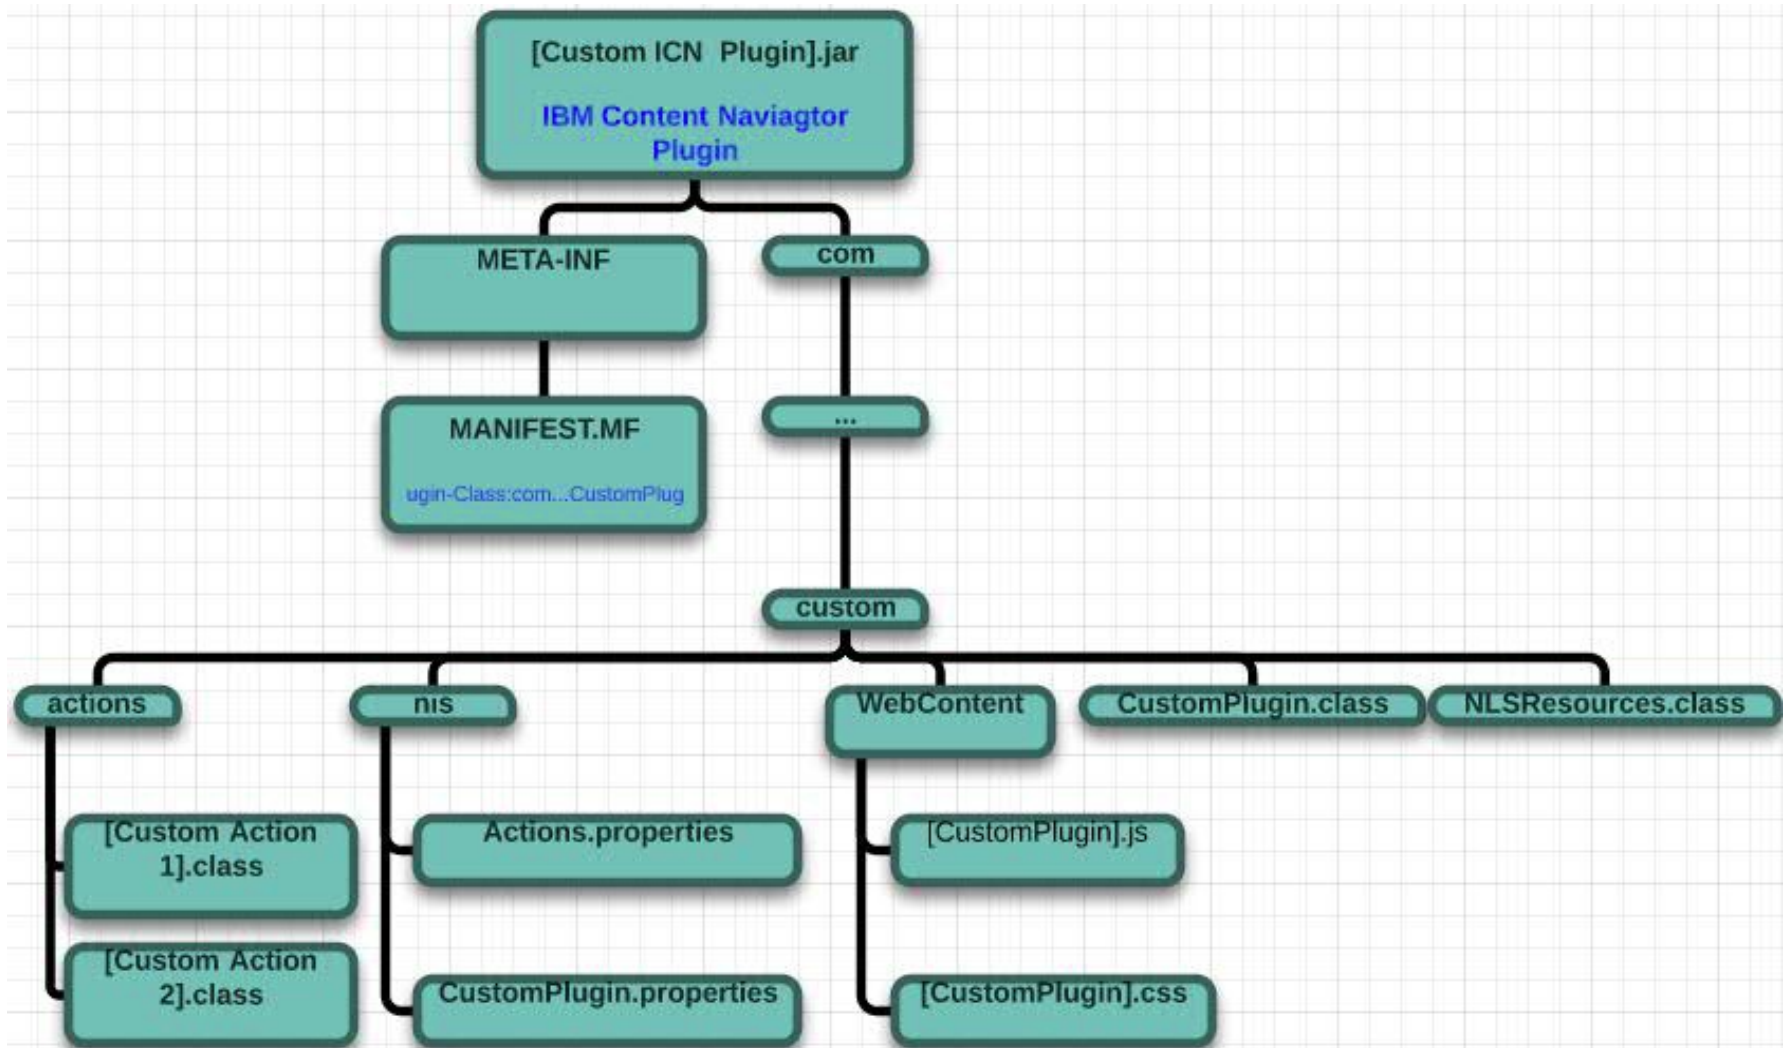 [Custom ICN  Plugin].jar
IBM Content Naviagtor
Plugin
META-INF
com
MANIFEST.MF
ugin-Class:com...CustomPlug
...
custom
actions
nls
WebContent
CustomPlugin.class
NLSResources.class
[Custom Action
1].class
Actions.properties
[CustomPlugin].js
[Custom Action
2].class
CustomPlugin.properties
[CustomPlugin].css